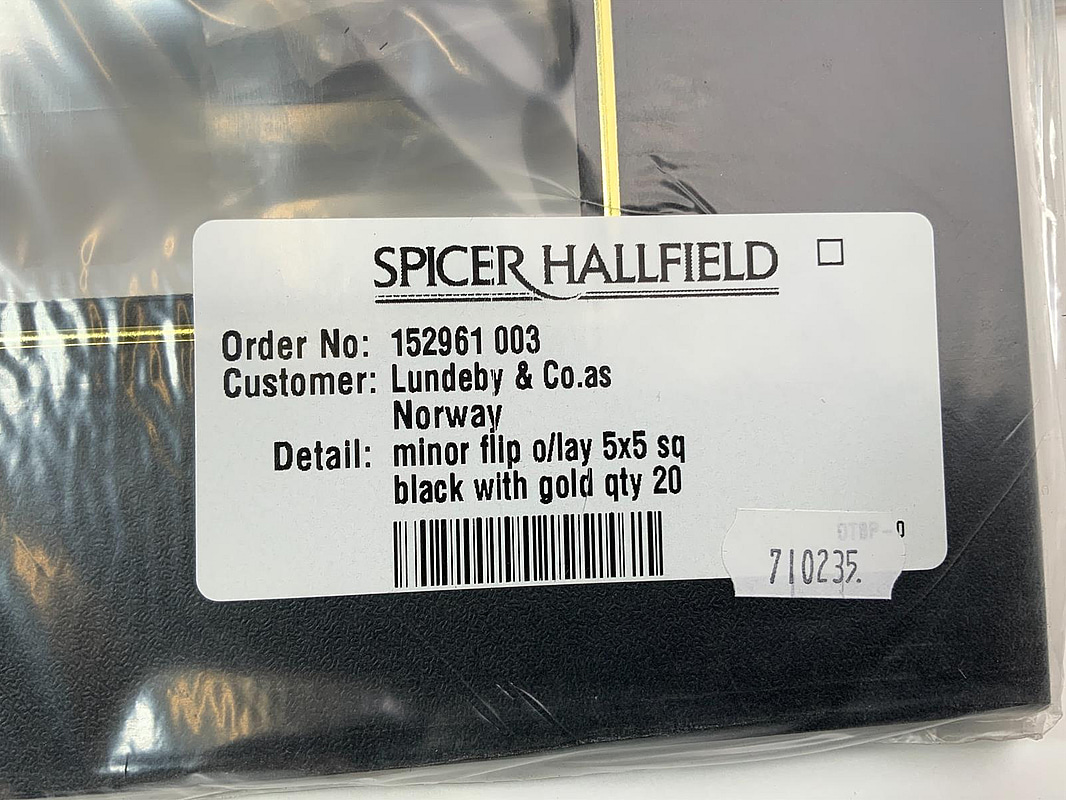 SPICER HALLFIELD
Order No: 152961 003
Customer: Lundeby & Co.as
Norway
Detail: minor flip o/lay 5x5 sq
black with gold qty 20
710235.